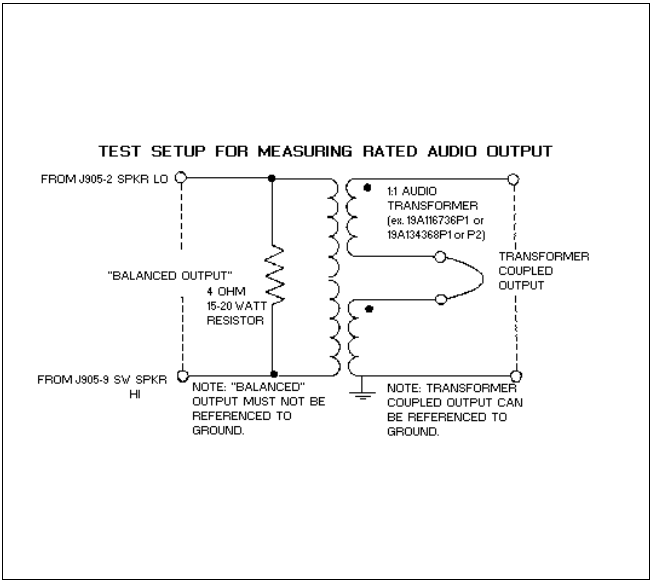 TEST SETUP FOR MEASURING RATED AUDIO OUTPUT
FROM J905-2 SPKR LO
1:1 AUDIO
TRANSFORMER
(ex. 19A116736P1 or
19A134368P1 or P2)
TRANSFORMER
COUPLED
OUTPUT
"BALANCED OUTPUT"
4 OHM
15-20 WATT
RESISTOR
FROM J905-9 SW SPKR
HI
NOTE: "BALANCED"
OUTPUT MUST NOT BE
REFERENCED TO
GROUND.
NOTE: TRANSFORMER
COUPLED OUTPUT CAN
BE REFERENCED TO
GROUND.